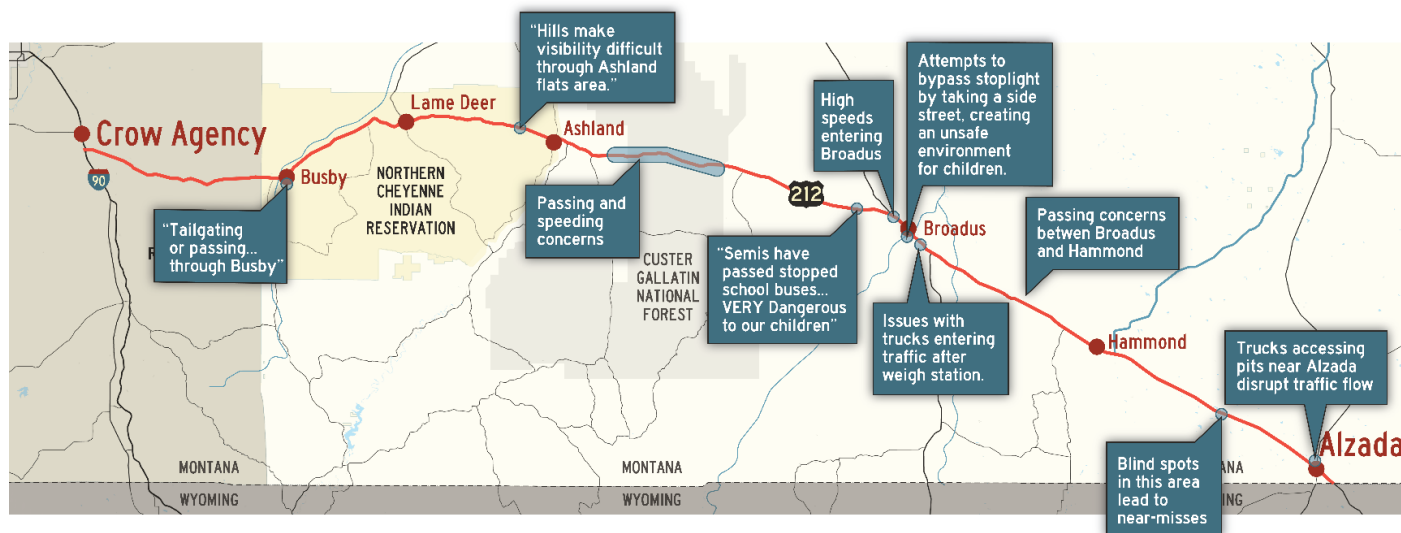 "Hills make
visibility difficult
through Ashland
flats area."
Attempts to
bypass stoplight
by taking a side
street, creating
an unsafe
environment
for children.
High
speeds
entering
Broadus
Lame Deer
Ashland
Crow Agency
90
Busby
NORTHERN
CHEYENNE
INDIAN
RESERVATION
212
"Tailgating
or passing...
through Busby"
Passing and
speeding
concerns
Broadus
Passing concerns
betwen Broadus
and Hammond
"Semis have
passed stopped
school buses...
VERY Dangerous
to our children"
CUSTER
GALLATIN
NATIONAL
FOREST
Issues with
trucks entering
traffic after
weigh station.
Hammond
Trucks accessing
pits near Alzada
disrupt traffic flow
Alzada
Blind spots
in this area
lead to
near-misses
MONTANA
WYOMING
MONTANA
WYOMING